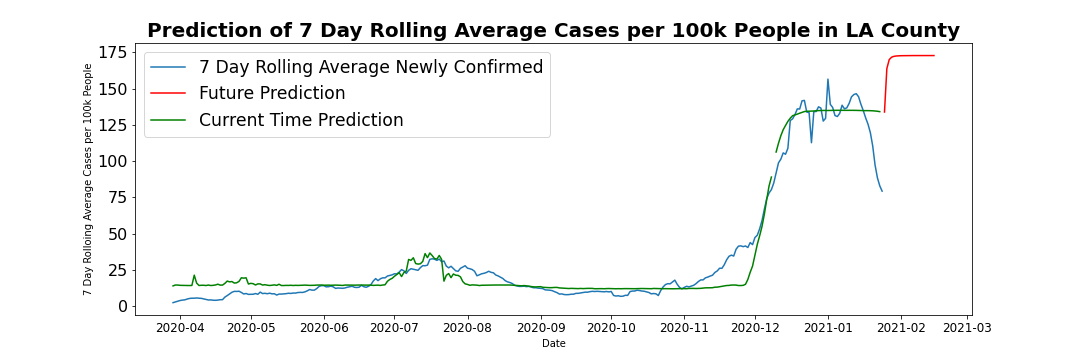 Prediction of 7 Day Rolling Average Cases per 100k People in LA County
7 Day Rolloing Average Cases per 100k People
175
150
125
100
75
50
25
0
7 Day Rolling Average Newly Confirmed
Future Prediction
Current Time Prediction
2020-04 2020-05 2020-06 2020-07 2020-08 2020-09 2020-10 2020-11 2020-12 2021-01 2021-02 2021-03
Date